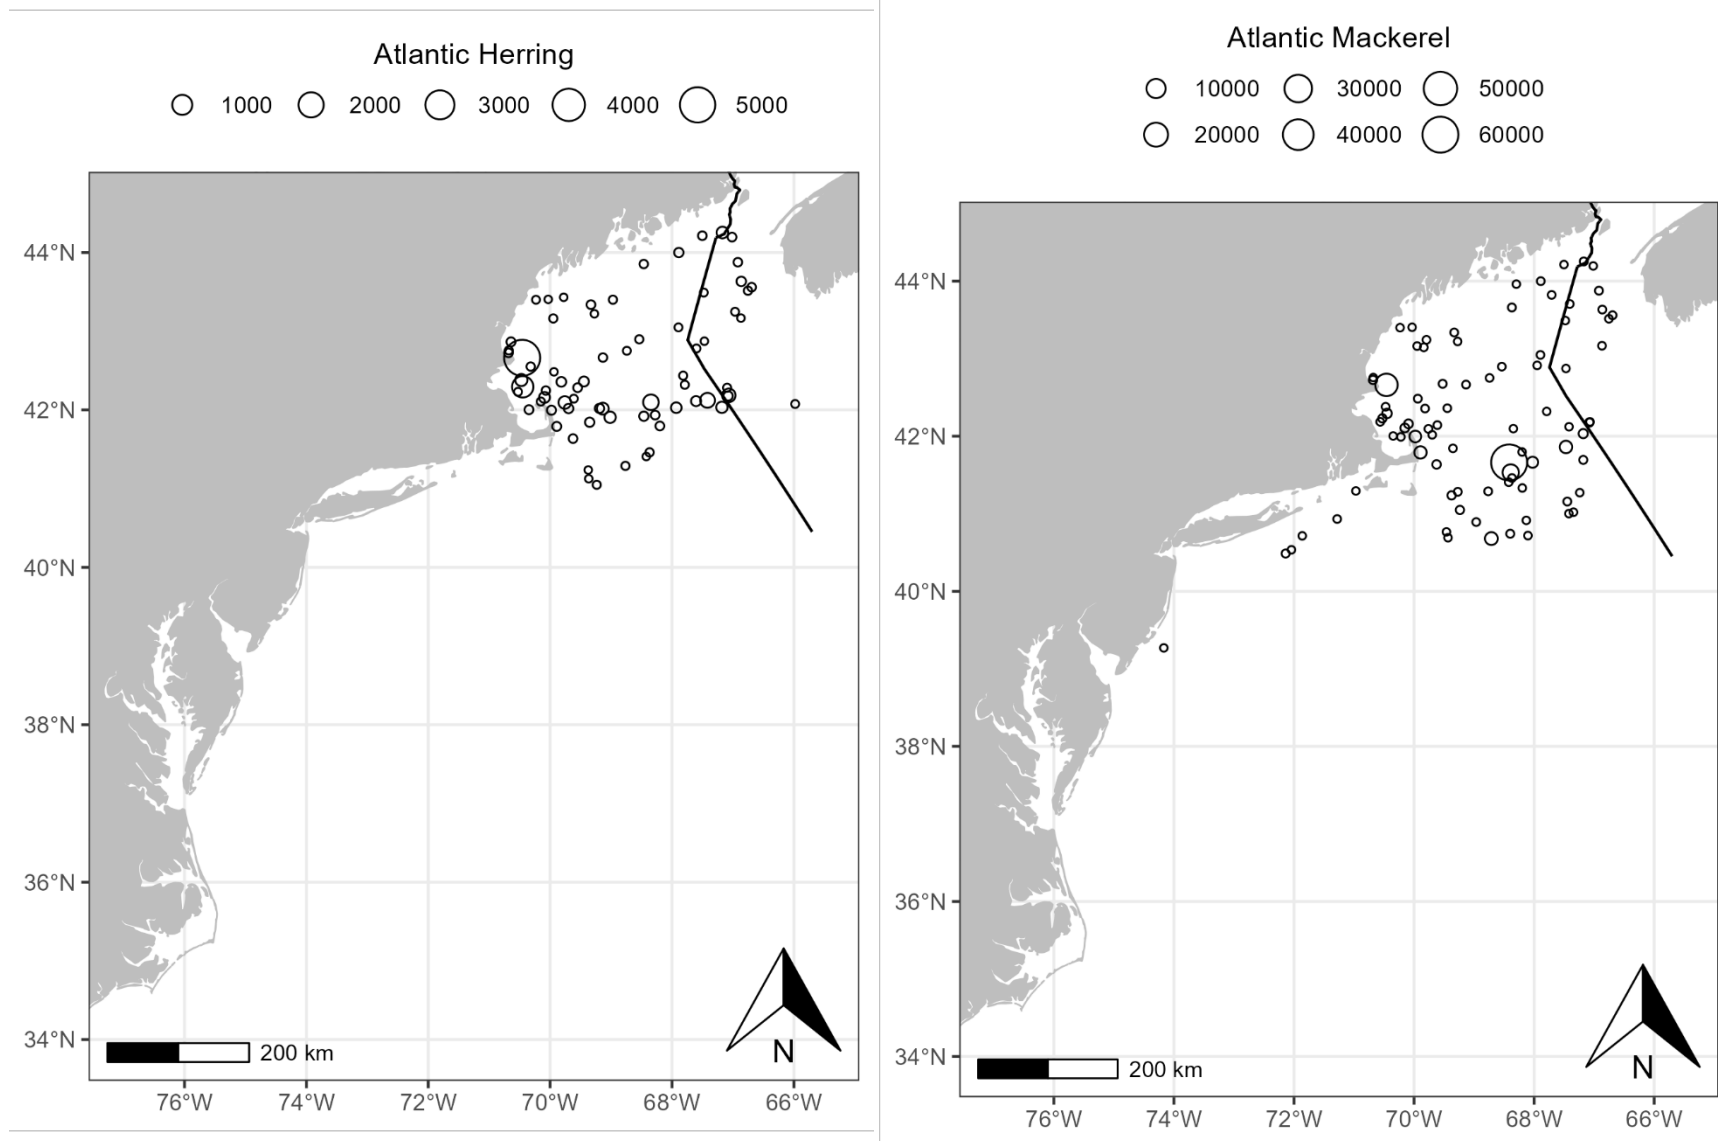 Atlantic Herring
1000 2000 3000 4000 5000
44°N
42°N
40°N
38°N
36°N
34°N
200 km
N
76°W 74°W 72°W 70°W 68°W 66°W
Atlantic Mackerel
10000 30000 50000
20000 40000 60000
44°N
42°N
40°N
38°N
36°N
34°N
200 km
N
76°W 74°W 72°W 70°W 68°W 66°W